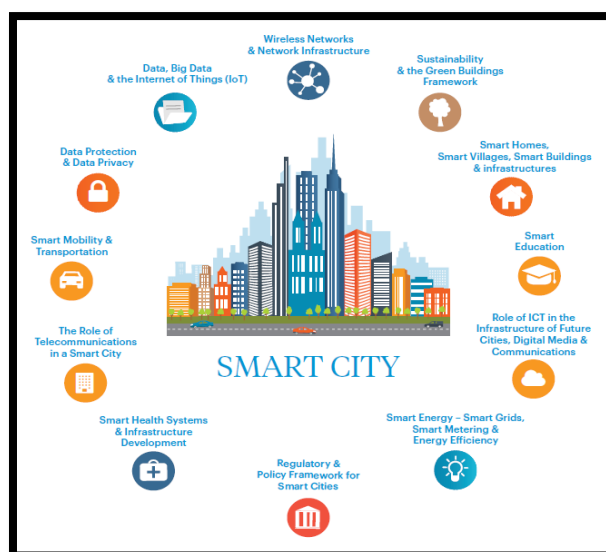 Wireless Networks
& Network Infrastructure
Sustainability
& the Green Buildings
Framework
Data, Big Data
& the Internet of Things (IoT)
Smart Homes,
Smart Villages, Smart Buildings
& infrastructures
Data Protection
& Data Privacy
Smart
Education
Smart Mobility &
Transportation
Role of ICT in the
Infrastructure of Future
Cities, Digital Media &
Communications
The Role of
Telecommunications
in a Smart City
SMART CITY
Smart Health Systems
& Infrastructure
Development
Smart Energy – Smart Grids,
Smart Metering &
Energy Efficiency
Regulatory &
Policy Framework for
Smart Cities